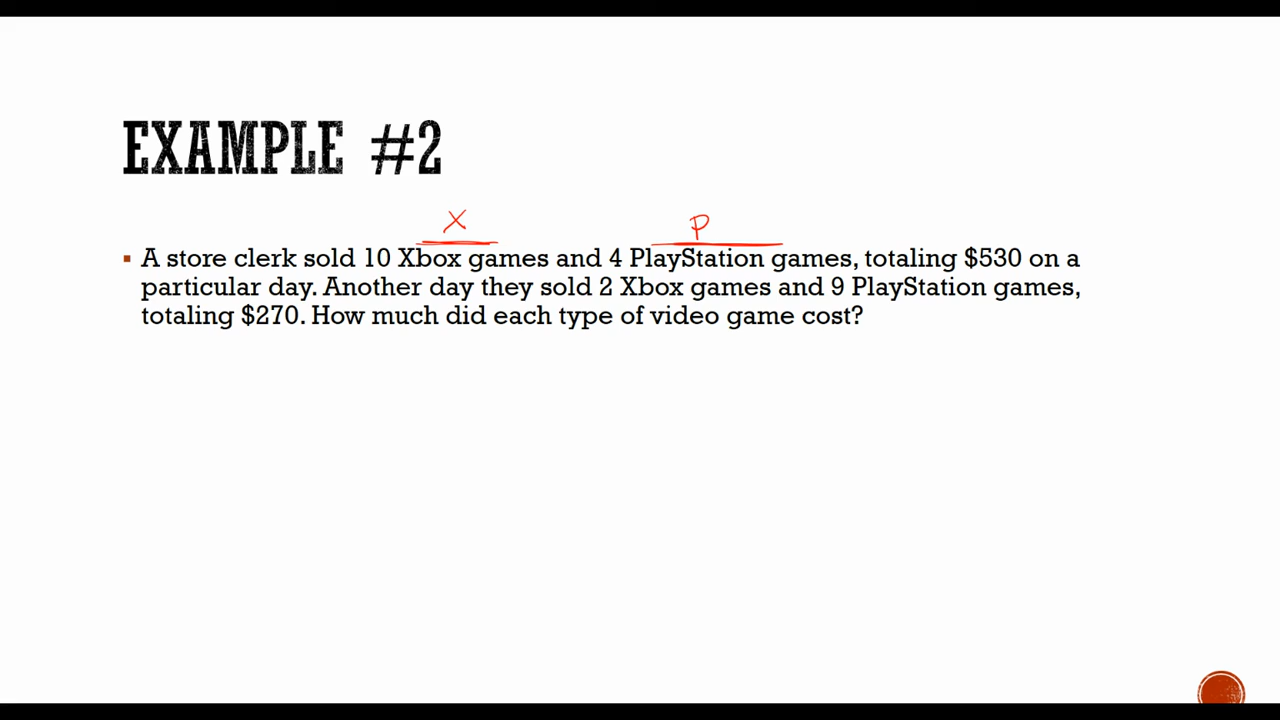 EXAMPLE #2
X P
▪ A store clerk sold 10 Xbox games and 4 PlayStation games, totaling $530 on a
particular day. Another day they sold 2 Xbox games and 9 PlayStation games,
totaling $270. How much did each type of video game cost?